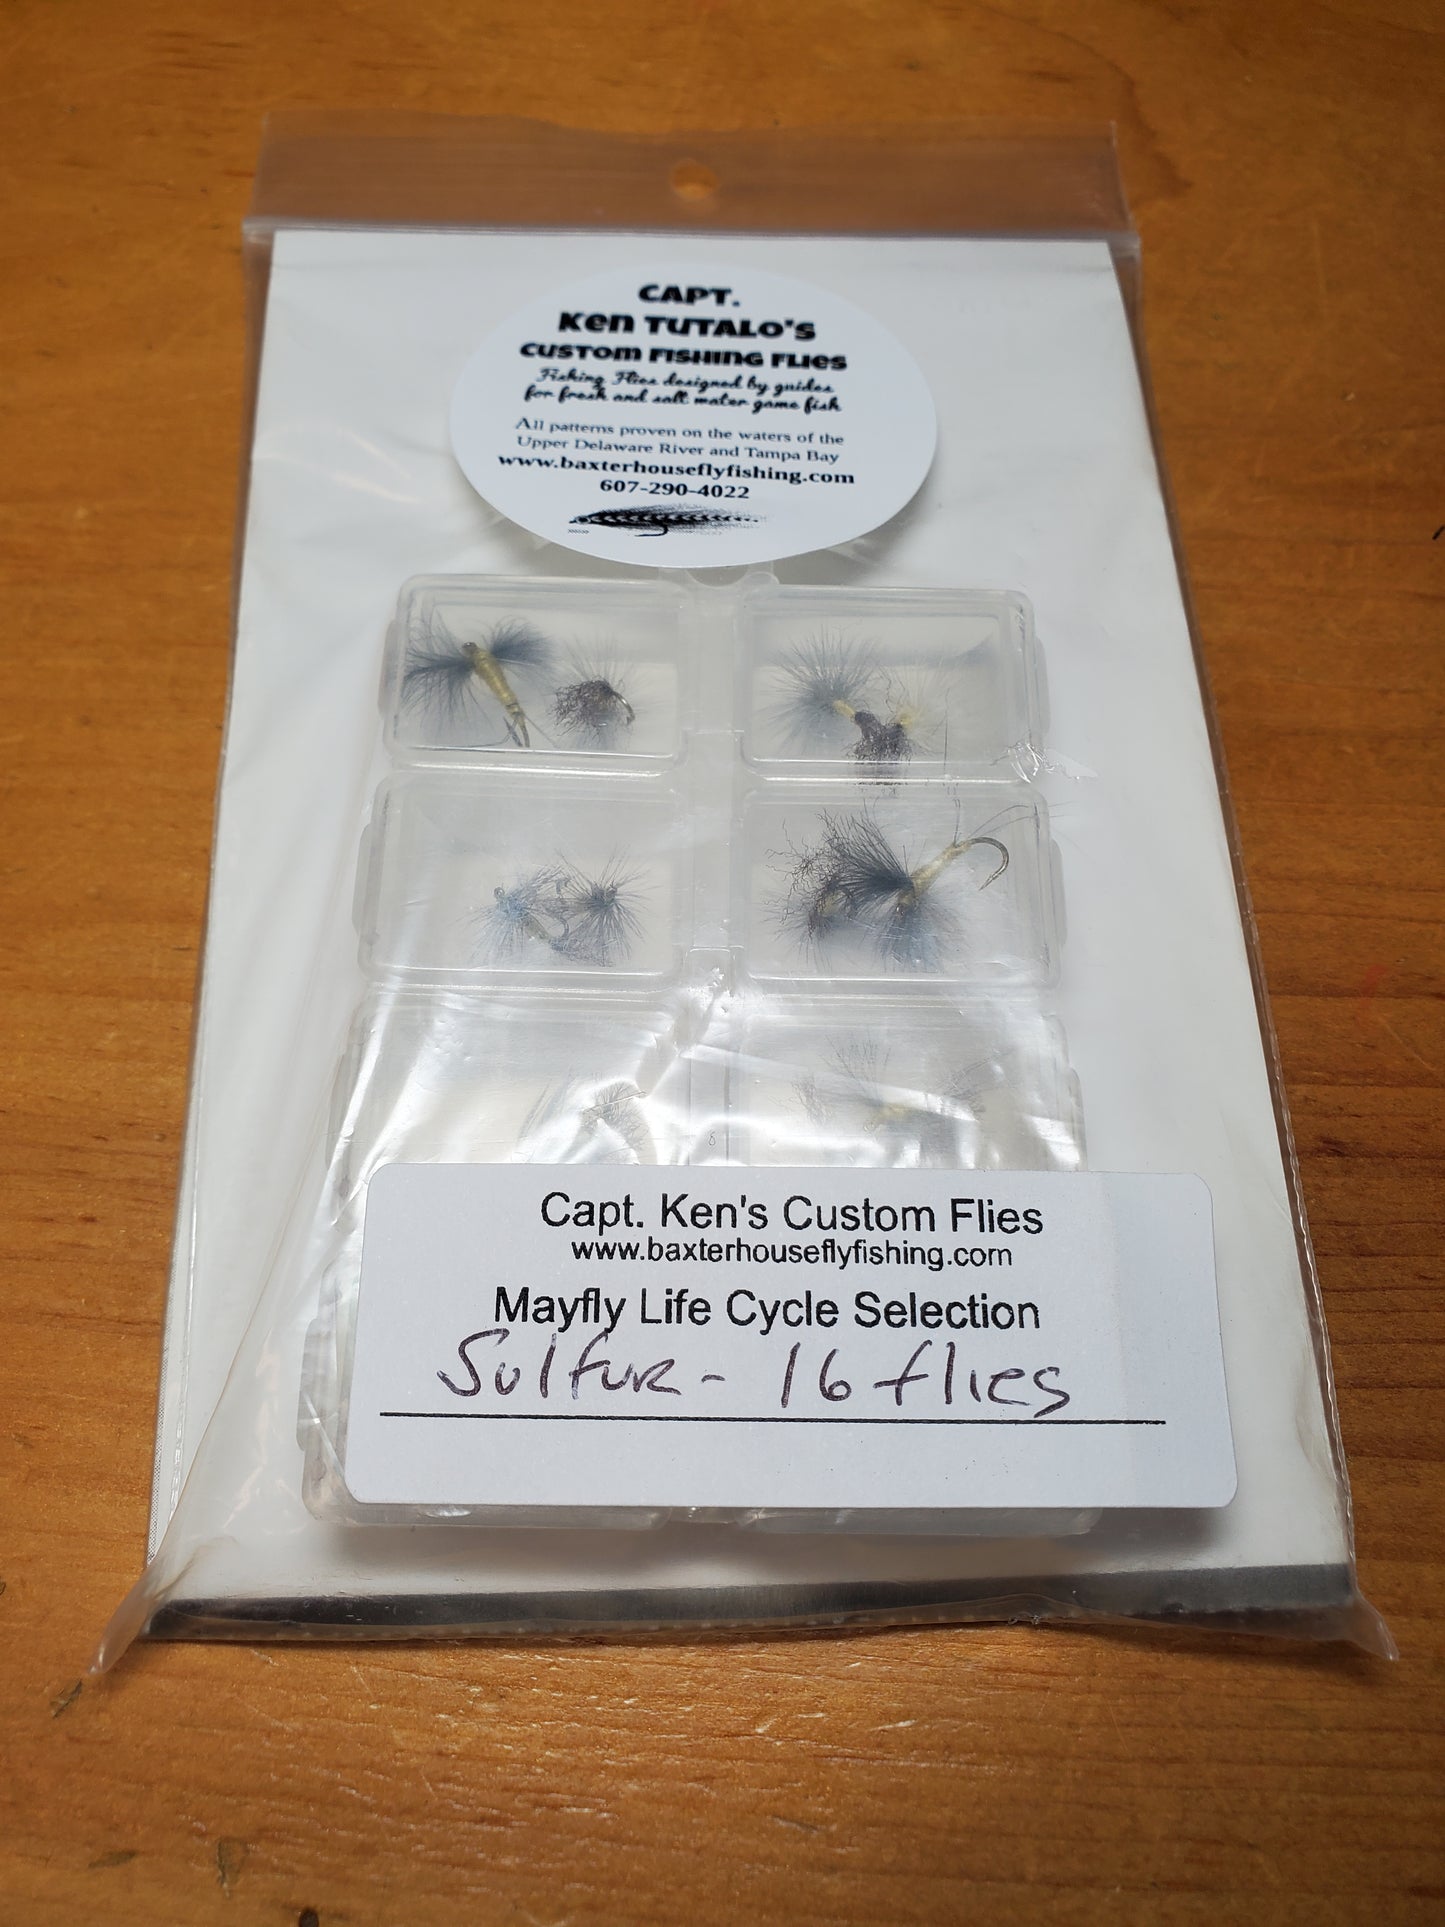 CAPT.
Ken Tutalo's
Custom Fishing Flies
Fishing Flies designed by guides
for fresh and salt water game fish
All patterns proven on the waters of the
Upper Delaware River and Tampa Bay
www.baxterhouseflyfishing.com
607-290-4022
Capt. Ken's Custom Flies
www.baxterhouseflyfishing.com
Mayfly Life Cycle Selection
Sulfur - 16 flies